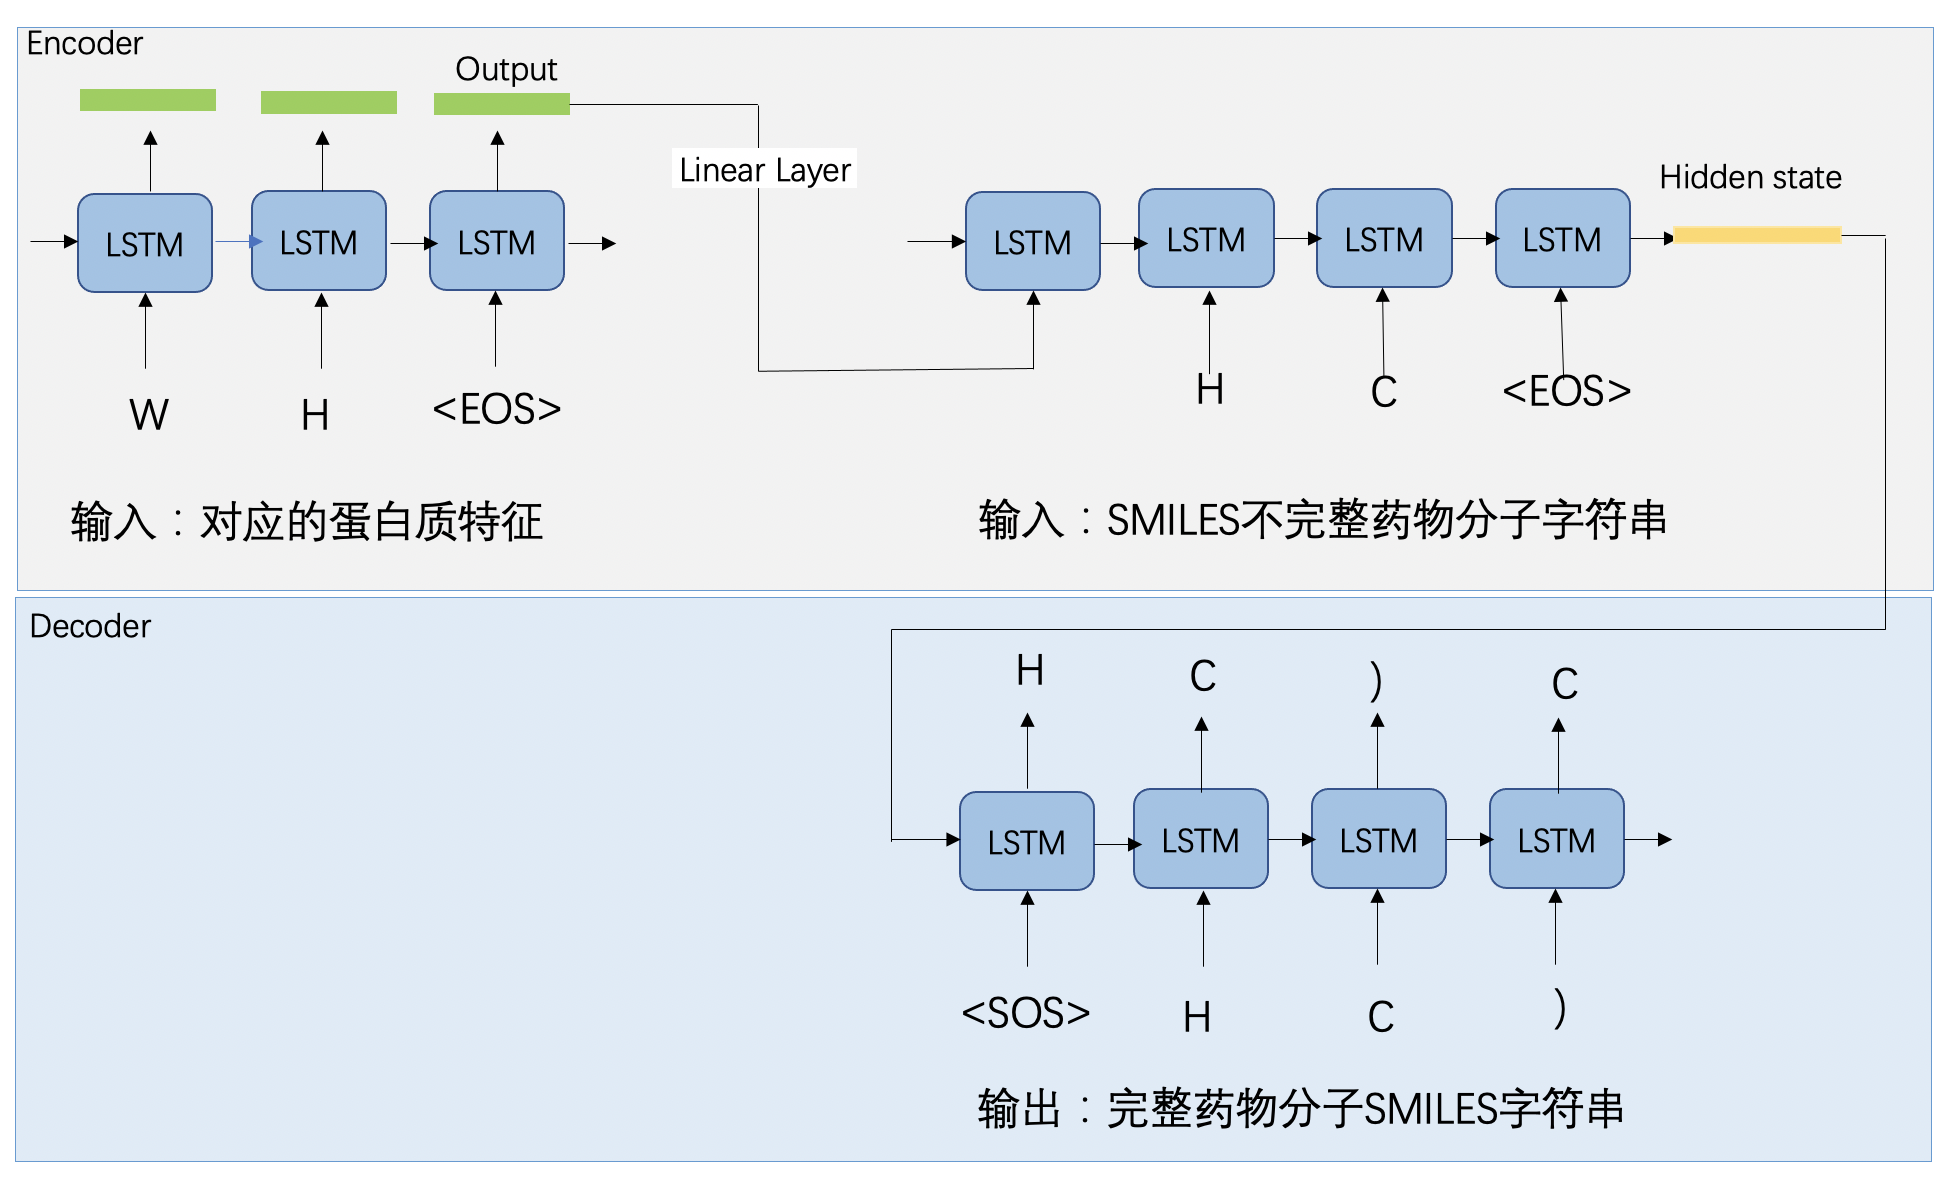 Encoder
Output
LSTM LSTM LSTM
W H <EOS>
输入：对应的蛋白质特征
Linear Layer
Hidden state
LSTM LSTM LSTM LSTM
H C <EOS>
输入：SMILES不完整药物分子字符串
Decoder
H C ) C
LSTM LSTM LSTM LSTM
<SOS> H C )
输出：完整药物分子SMILES字符串